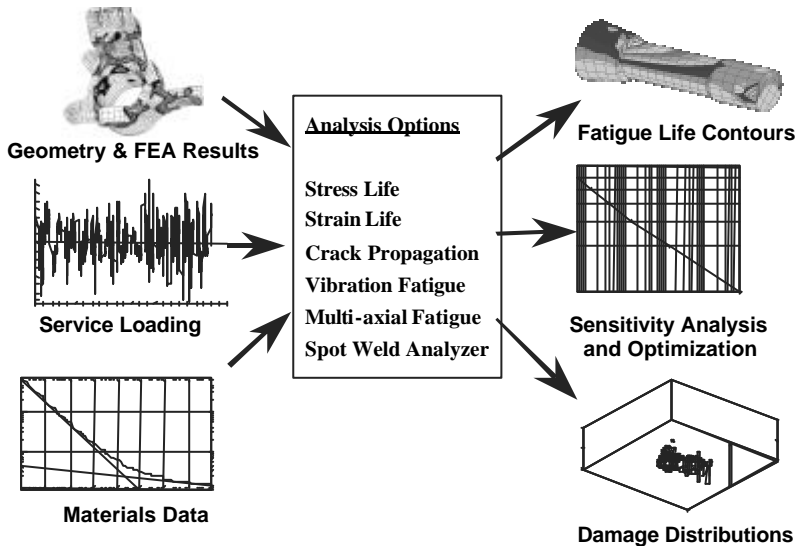 Geometry & FEA Results
Service Loading
Materials Data
Analysis Options
Stress Life
Strain Life
Crack Propagation
Vibration Fatigue
Multi-axial Fatigue
Spot Weld Analyzer
Fatigue Life Contours
Sensitivity Analysis
and Optimization
Damage Distributions